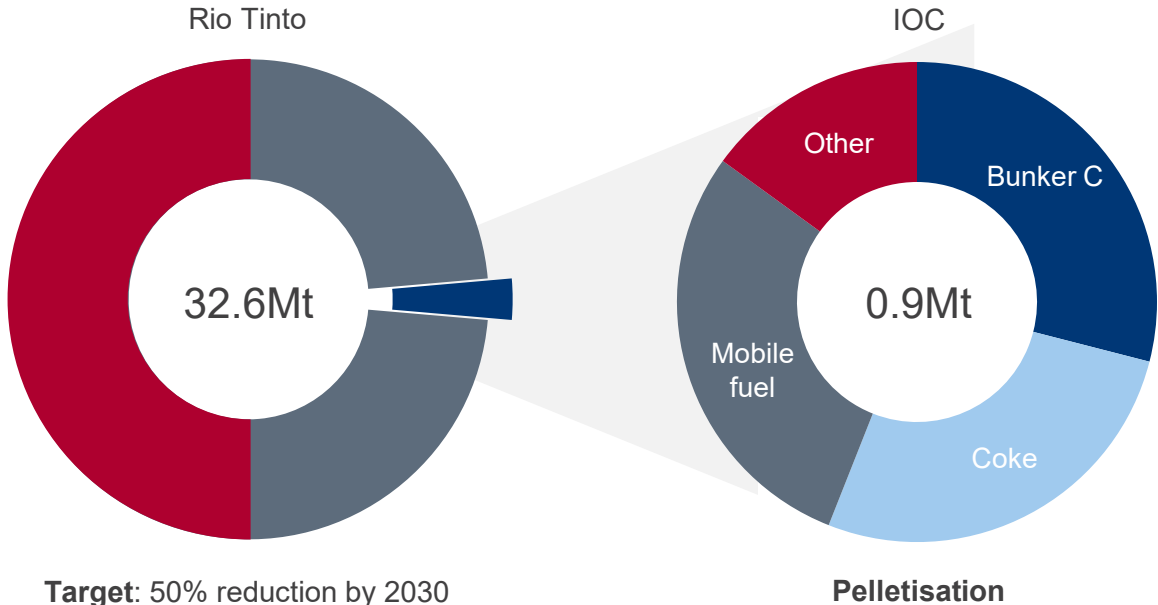 Rio Tinto
IOC
Other
Bunker C
32.6Mt
0.9Mt
Mobile
fuel
Coke
Target: 50% reduction by 2030
Pelletisation